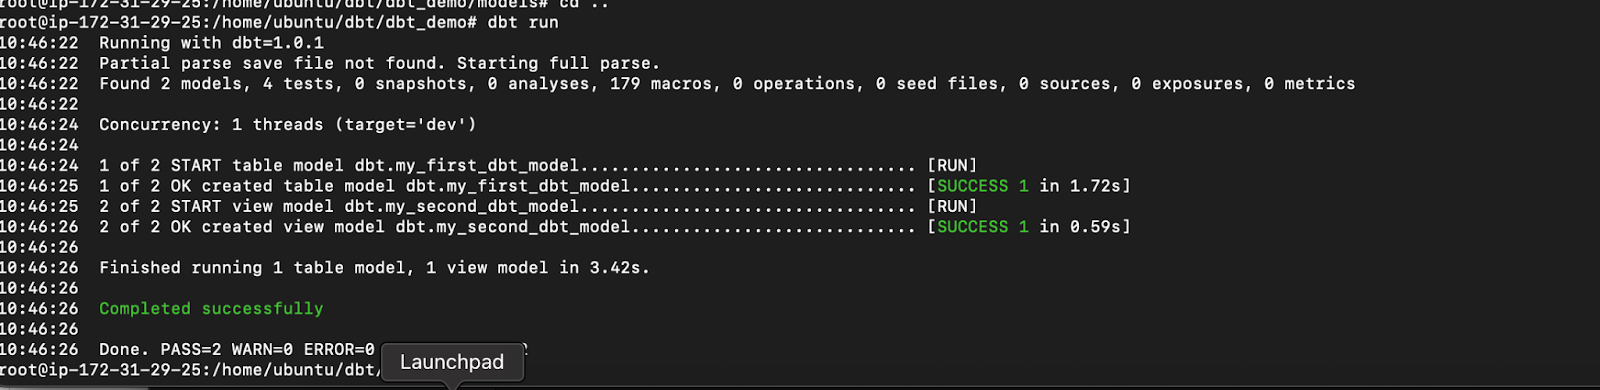 root@ip-172-31-29-25:/home/ubuntu/dbt/dbt_demo/models# cd ..
root@ip-172-31-29-25:/home/ubuntu/dbt/dbt_demo# dbt run
10:46:22  Running with dbt=1.0.1
10:46:22  Partial parse save file not found. Starting full parse.
10:46:22  Found 2 models, 4 tests, 0 snapshots, 0 analyses, 179 macros, 0 operations, 0 seed files, 0 sources, 0 exposures, 0 metrics
10:46:22
10:46:24  Concurrency: 1 threads (target='dev')
10:46:24
10:46:24  1 of 2 START table model dbt.my_first_dbt_model................................. [RUN]
10:46:25  1 of 2 OK created table model dbt.my_first_dbt_model............................ [SUCCESS 1 in 1.72s]
10:46:25  2 of 2 START view model dbt.my_second_dbt_model................................. [RUN]
10:46:26  2 of 2 OK created view model dbt.my_second_dbt_model............................ [SUCCESS 1 in 0.59s]
10:46:26
10:46:26  Finished running 1 table model, 1 view model in 3.42s.
10:46:26
10:46:26  Completed successfully
10:46:26
10:46:26  Done. PASS=2 WARN=0 ERROR=0 2
root@ip-172-31-29-25:/home/ubuntu/dbt/
Launchpad